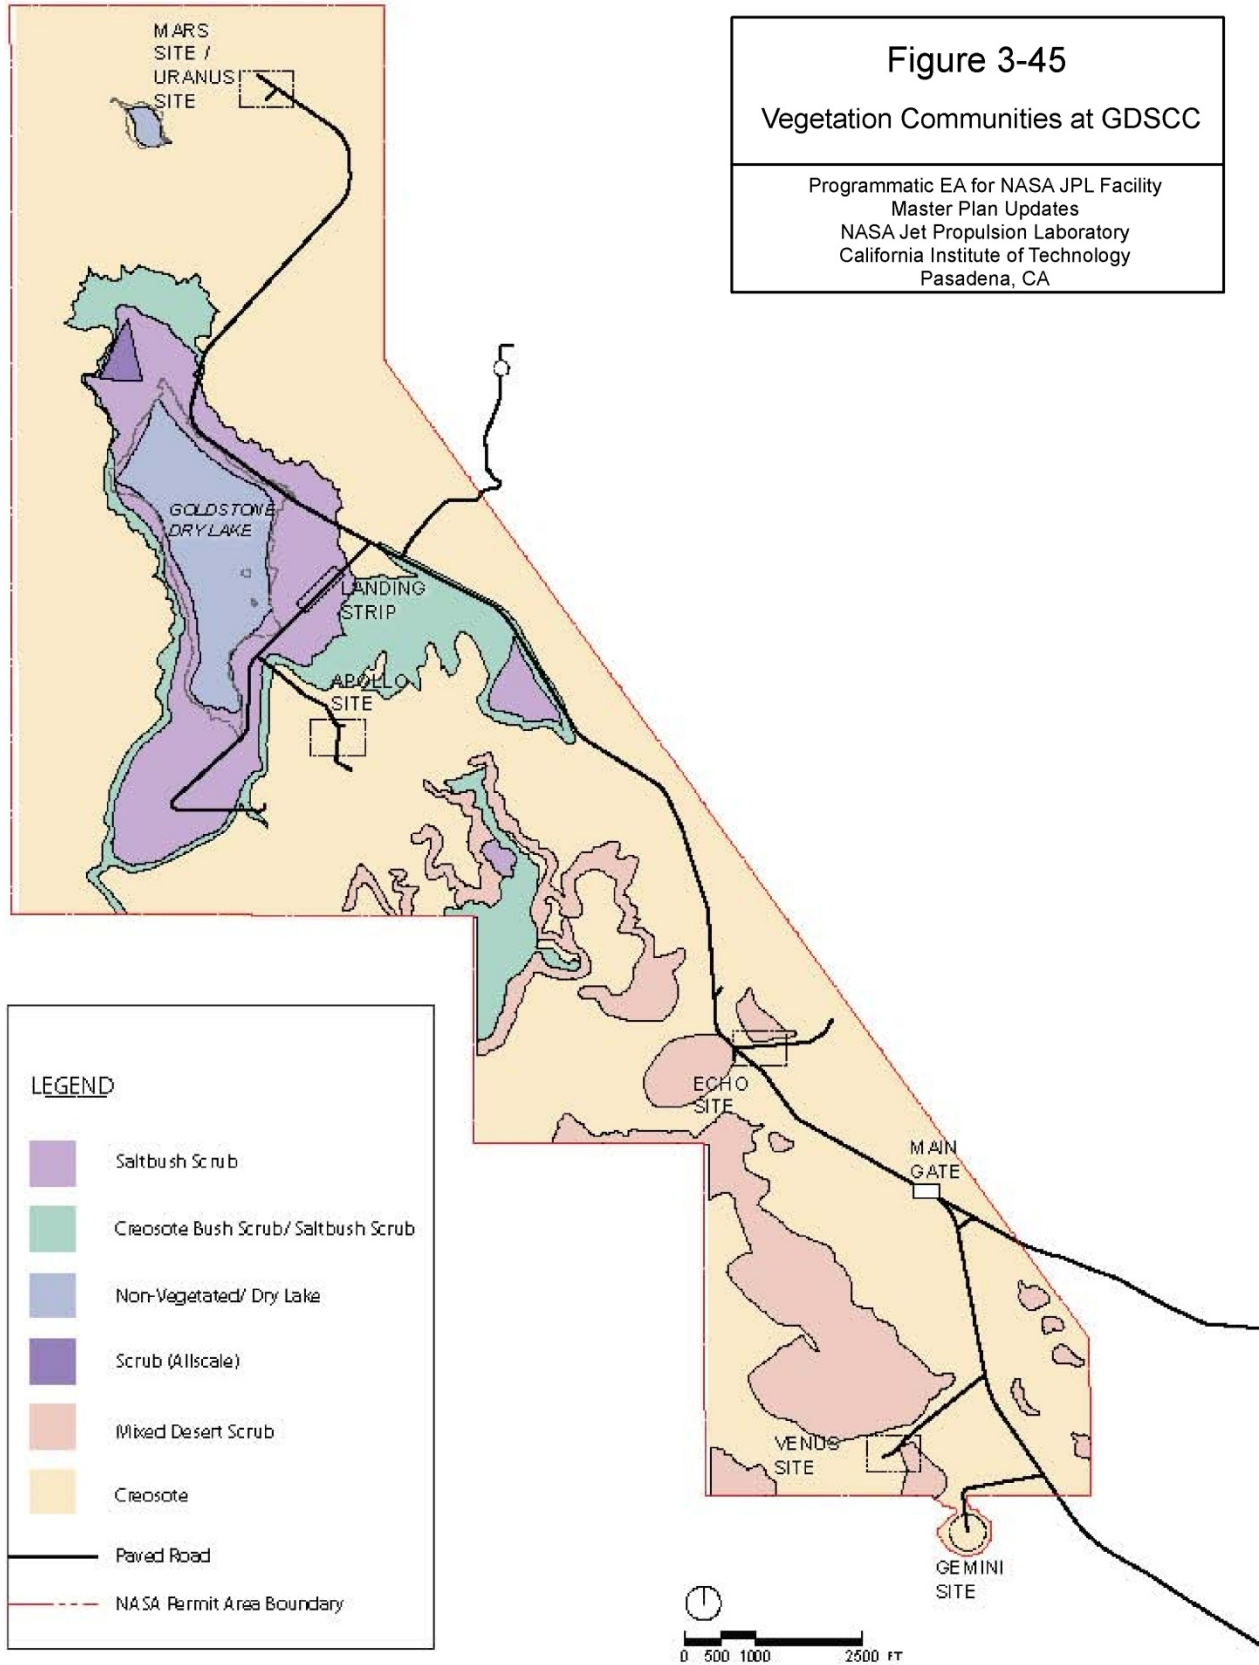 MARS
SITE /
URANUS
SITE
Figure 3-45
Vegetation Communities at GDSCC
Programmatic EA for NASA JPL Facility
Master Plan Updates
NASA Jet Propulsion Laboratory
California Institute of Technology
Pasadena, CA
GOLDSTONE
DRY LAKE
LANDING
STRIP
APOLLO
SITE
ECHO
SITE
MAIN
GATE
VENUS
SITE
GEMINI
SITE
LEGEND
Saltbush Scrub
Creosote Bush Scrub/ Saltbush Scrub
Non-Vegetated/ Dry Lake
Scrub (Allscale)
Mixed Desert Scrub
Creosote
Paved Road
NASA Permit Area Boundary
0 500 1000 2500 FT